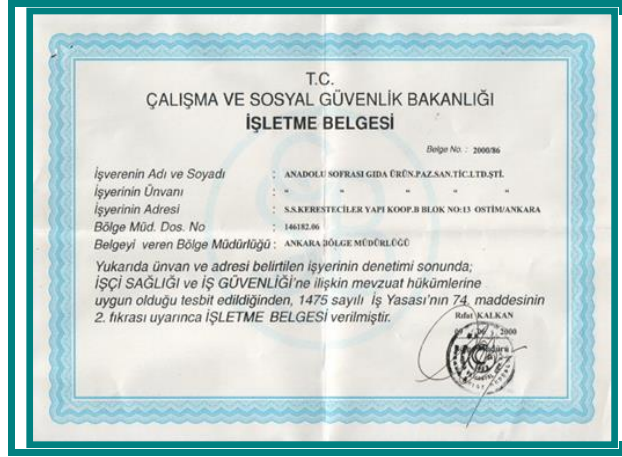 T.C.
ÇALIŞMA VE SOSYAL GÜVENLİK BAKANLIĞI
İŞLETME BELGESİ
Belge No. : 2000/86
İşverenin Adı ve Soyadı : ANADOLU SOFRASI GIDA ÜRÜN.PAZ.SAN.TİC.LTD.ŞTİ.
İşyerinin Ünvanı : " " " " "
İşyerinin Adresi : S.S.KERESTECİLER YAPI KOOP.B BLOK NO:13 OSTİM/ANKARA
Bölge Müd. Dos. No : 146182.06
Belgeyi veren Bölge Müdürlüğü : ANKARA BÖLGE MÜDÜRLÜĞÜ
Yukarıda ünvan ve adresi belirtilen işyerinin denetimi sonunda;
İŞÇİ SAĞLIĞI ve İŞ GÜVENLİĞİ'ne ilişkin mevzuat hükümlerine
uygun olduğu tesbit edildiğinden, 1475 sayılı İş Yasası'nın 74. maddesinin
2. fıkrası uyarınca İŞLETME BELGESİ verilmiştir.
Rıfat KALKAN
2000